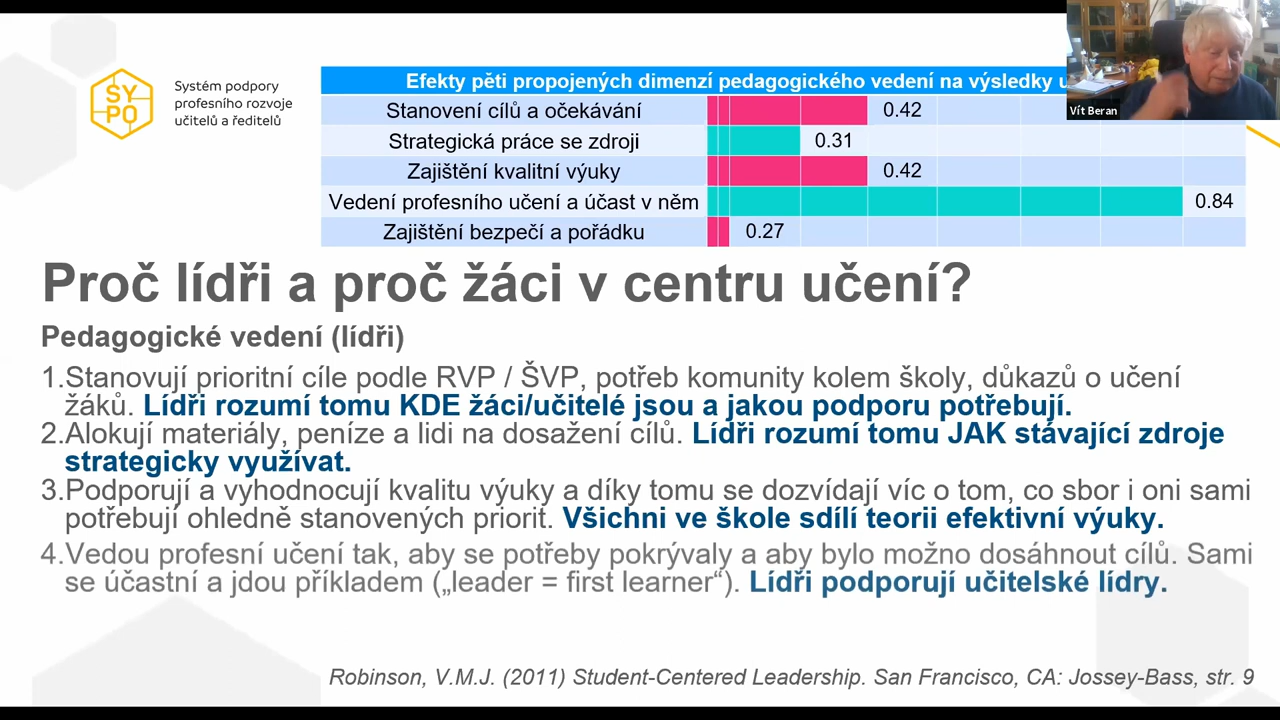 SY
PO
Systém podpory
profesního rozvoje
učitelů a ředitelů
Efekty pěti propojených dimenzí pedagogického vedení na výsledky
Stanovení cílů a očekávání 0.42
Strategická práce se zdroji 0.31
Zajištění kvalitní výuky 0.42
Vedení profesního učení a účast v něm 0.84
Zajištění bezpečí a pořádku 0.27
Vít Beran
Proč lídři a proč žáci v centru učení?
Pedagogické vedení (lídři)
1.Stanovují prioritní cíle podle RVP / ŠVP, potřeb komunity kolem školy, důkazů o učení
žáků. Lídři rozumí tomu KDE žáci/učitelé jsou a jakou podporu potřebují.
2.Alokují materiály, peníze a lidi na dosažení cílů. Lídři rozumí tomu JAK stávající zdroje
strategicky využívat.
3.Podporují a vyhodnocují kvalitu výuky a díky tomu se dozvídají víc o tom, co sbor i oni sami
potřebují ohledně stanovených priorit. Všichni ve škole sdílí teorii efektivní výuky.
4.Vedou profesní učení tak, aby se potřeby pokrývaly a aby bylo možno dosáhnout cílů. Sami
se účastní a jdou příkladem („leader = first learner“). Lídři podporují učitelské lídry.
Robinson, V.M.J. (2011) Student-Centered Leadership. San Francisco, CA: Jossey-Bass, str. 9